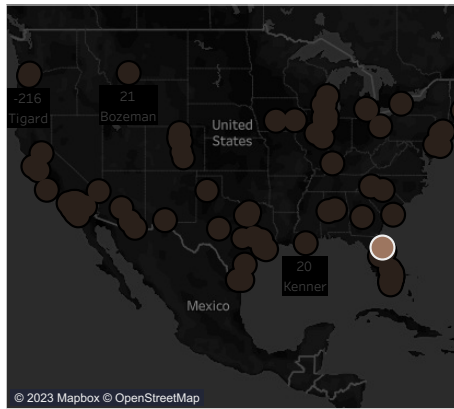 -216
Tigard
21
Bozeman
United
States
20
Kenner
Mexico
© 2023 Mapbox © OpenStreetMap